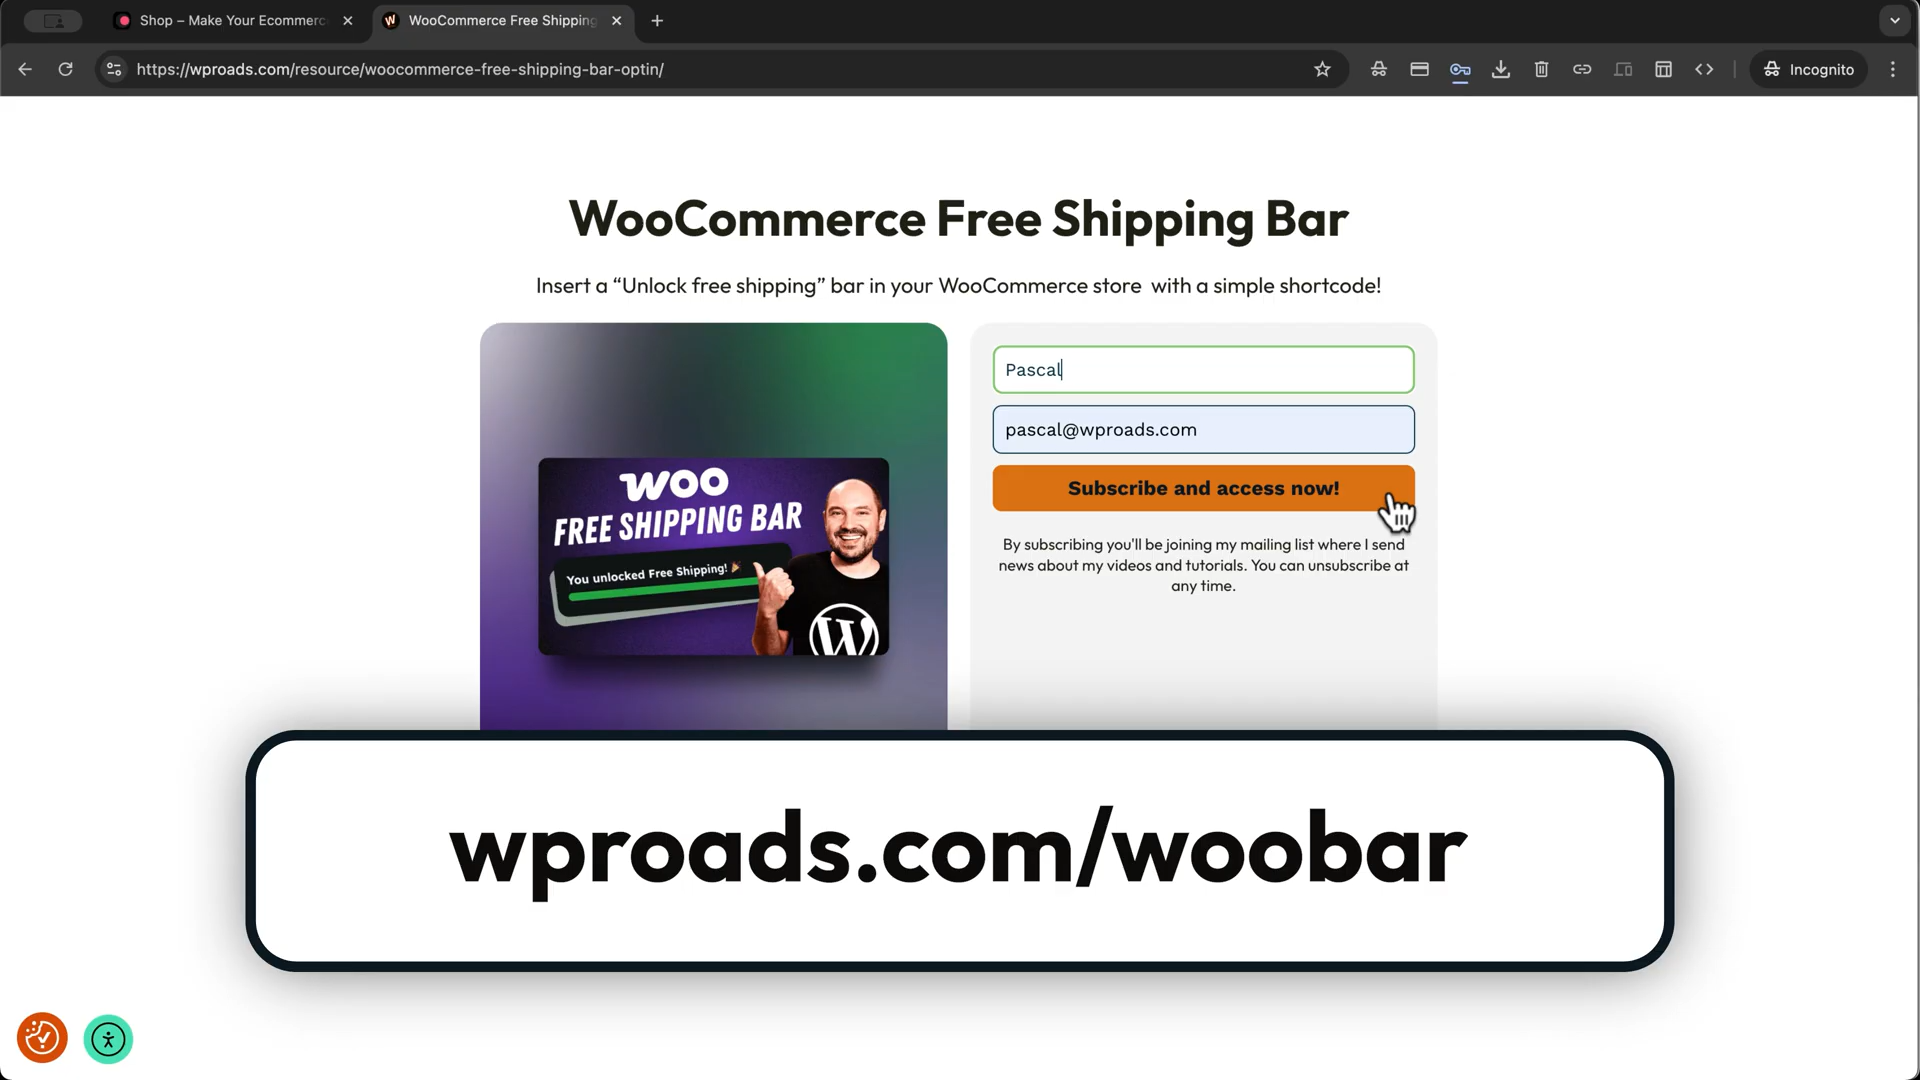 Shop – Make Your Ecommerc
WooCommerce Free Shipping
https://wproads.com/resource/woocommerce-free-shipping-bar-optin/
Incognito
WooCommerce Free Shipping Bar
Insert a “Unlock free shipping” bar in your WooCommerce store with a simple shortcode!
WOO
FREE SHIPPING BAR
You unlocked Free Shipping! 🎉
Pascal
pascal@wproads.com
Subscribe and access now!
By subscribing you'll be joining my mailing list where I send
news about my videos and tutorials. You can unsubscribe at
any time.
wproads.com/woobar